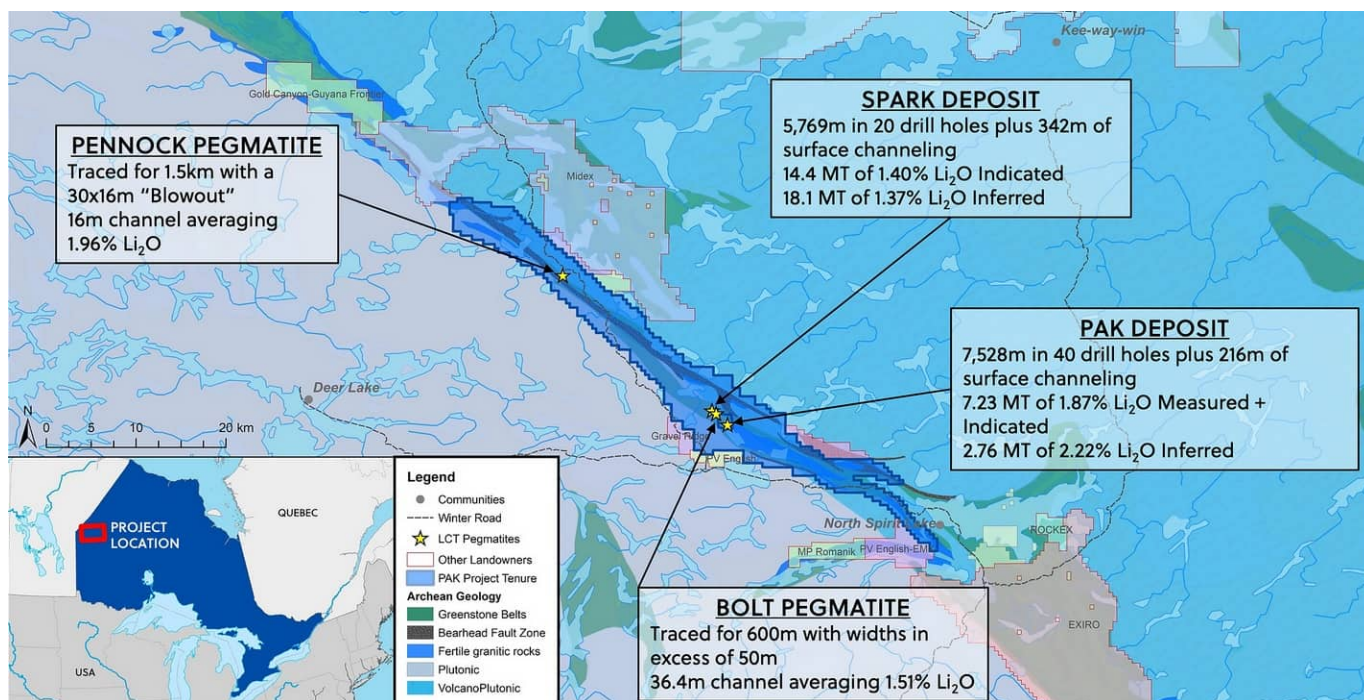 Kee-way-win
Gold Canyon-Guyana Frontier
PENNOCK PEGMATITE
Traced for 1.5km with a
30x16m “Blowout”
16m channel averaging
1.96% Li₂O
Midex
SPARK DEPOSIT
5,769m in 20 drill holes plus 342m of
surface channeling
14.4 MT of 1.40% Li₂O Indicated
18.1 MT of 1.37% Li₂O Inferred
PAK DEPOSIT
7,528m in 40 drill holes plus 216m of
surface channeling
7.23 MT of 1.87% Li₂O Measured +
Indicated
2.76 MT of 2.22% Li₂O Inferred
Deer Lake
N
0 5 10 20 km
Gravel Ridge
PV English
North Spirit Lake
ROCKEX
MP Romanik
PV English-EML
EXIRO
BOLT PEGMATITE
Traced for 600m with widths in
excess of 50m
36.4m channel averaging 1.51% Li₂O
QUEBEC
PROJECT
LOCATION
USA
Legend
Communities
Winter Road
LCT Pegmatites
Other Landowners
PAK Project Tenure
Archean Geology
Greenstone Belts
Bearhead Fault Zone
Fertile granitic rocks
Plutonic
VolcanoPlutonic